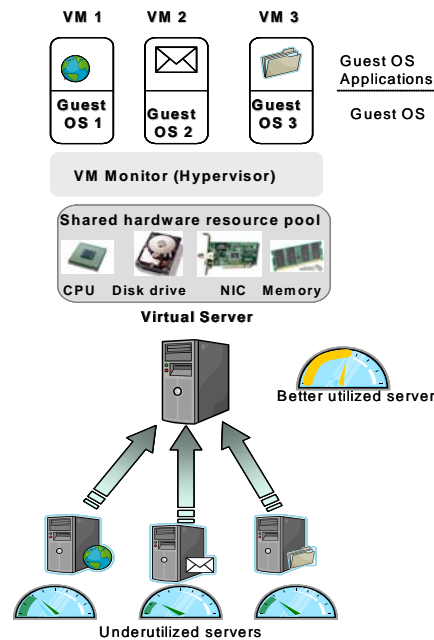 VM 1 VM 2 VM 3
Guest OS
Applications
Guest
OS 1
Guest
OS 2
Guest
OS 3
Guest OS
VM Monitor (Hypervisor)
Shared hardware resource pool
CPU Disk drive NIC Memory
Virtual Server
Better utilized server
Underutilized servers